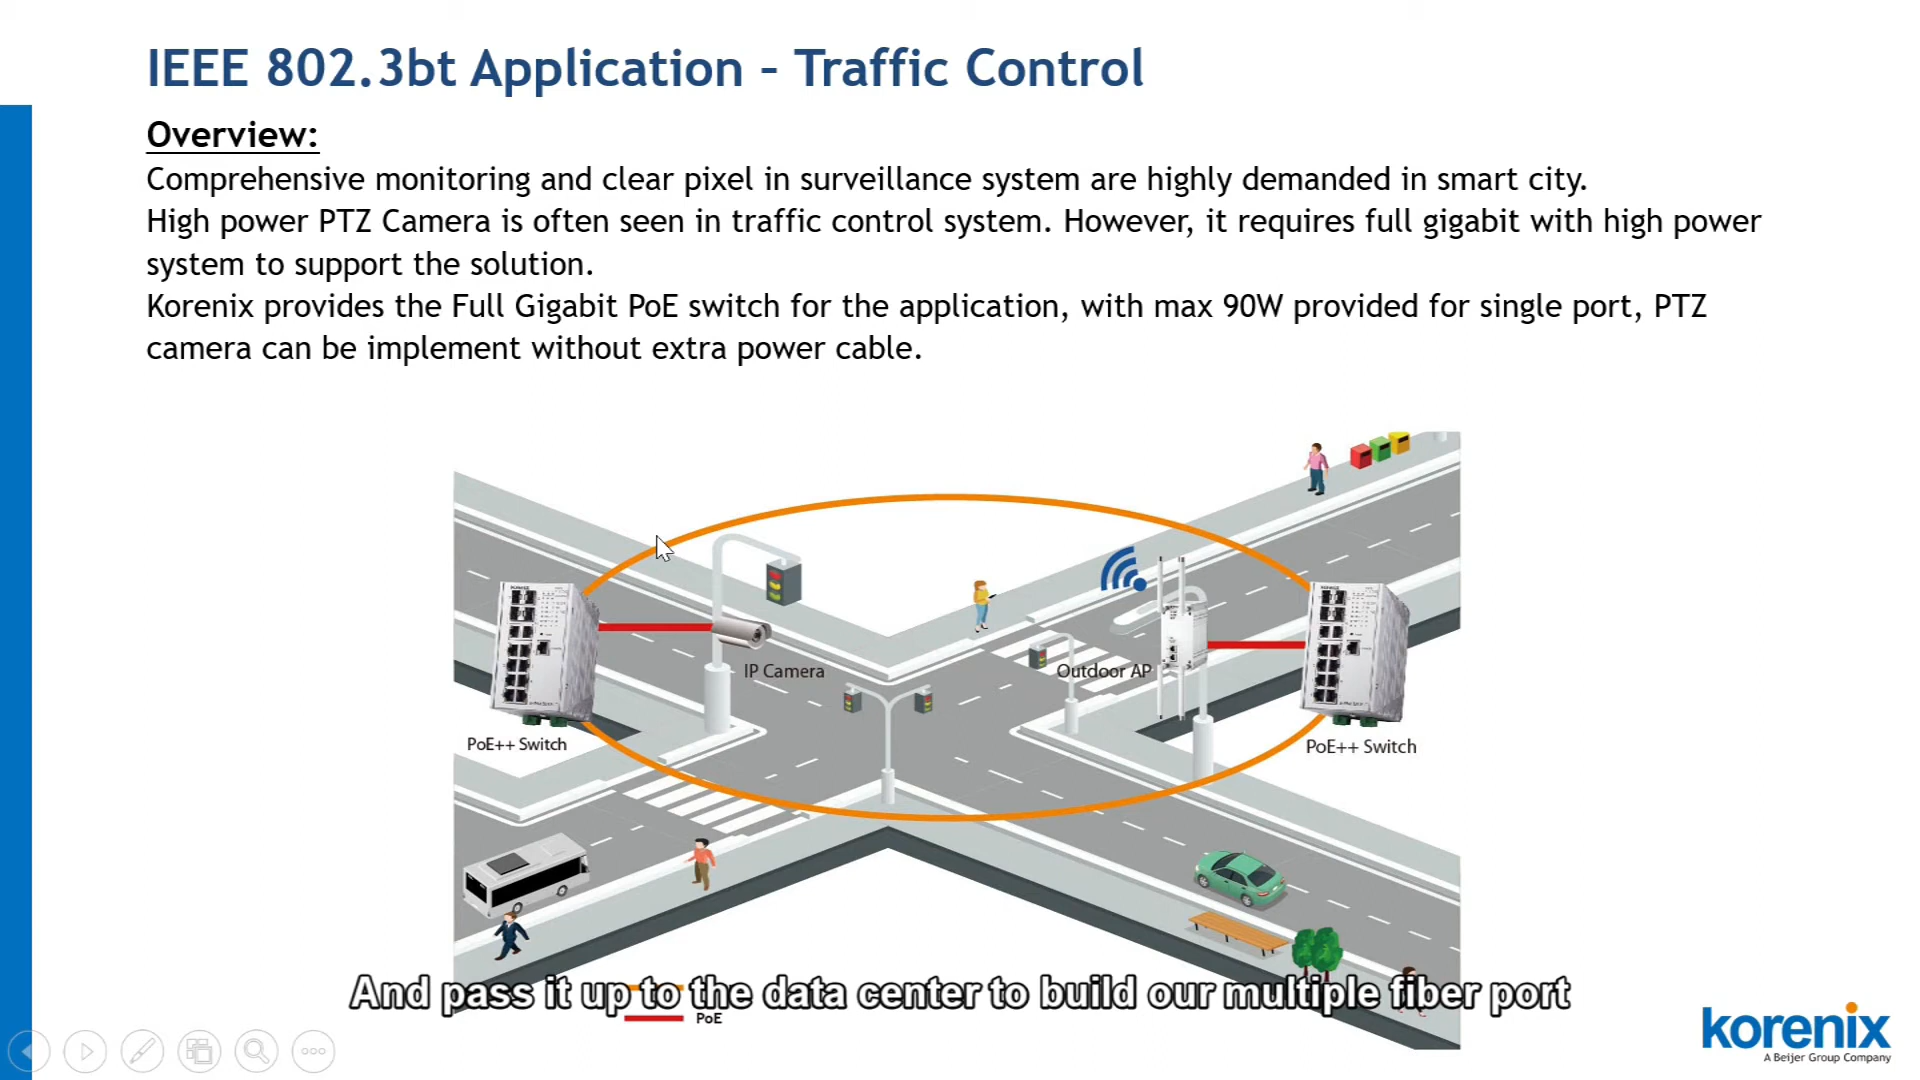 IEEE 802.3bt Application – Traffic Control
Overview:
Comprehensive monitoring and clear pixel in surveillance system are highly demanded in smart city.
High power PTZ Camera is often seen in traffic control system. However, it requires full gigabit with high power
system to support the solution.
Korenix provides the Full Gigabit PoE switch for the application, with max 90W provided for single port, PTZ
camera can be implement without extra power cable.
IP Camera
Outdoor AP
PoE++ Switch
PoE++ Switch
And pass it up to the data center to build our multiple fiber port
PoE
korenix
A Beijer Group Company